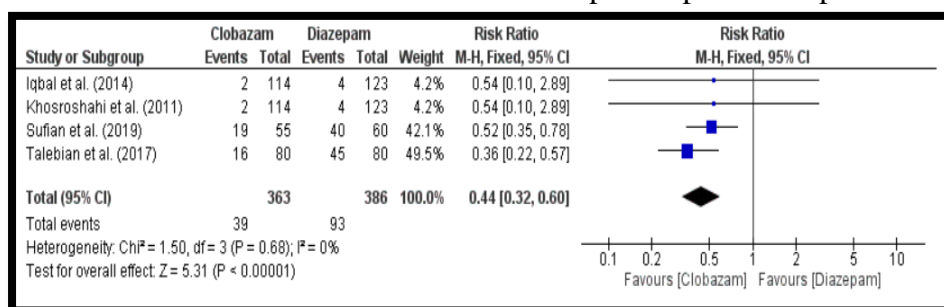 Clobazam Diazepam Risk Ratio Risk Ratio
Study or Subgroup Events Total Events Total Weight M-H, Fixed, 95% CI M-H, Fixed, 95% CI
Iqbal et al. (2014) 2 114 4 123 4.2% 0.54 [0.10, 2.89]
Khosroshahi et al. (2011) 2 114 4 123 4.2% 0.54 [0.10, 2.89]
Sufian et al. (2019) 19 55 40 60 42.1% 0.52 [0.35, 0.78]
Talebian et al. (2017) 16 80 45 80 49.5% 0.36 [0.22, 0.57]
Total (95% CI) 363 386 100.0% 0.44 [0.32, 0.60]
Total events 39 93
Heterogeneity: Chi² = 1.50, df = 3 (P = 0.68); I² = 0%
Test for overall effect: Z = 5.31 (P < 0.00001)
0.1 0.2 0.5 1 2 5 10
Favours [Clobazam] Favours [Diazepam]